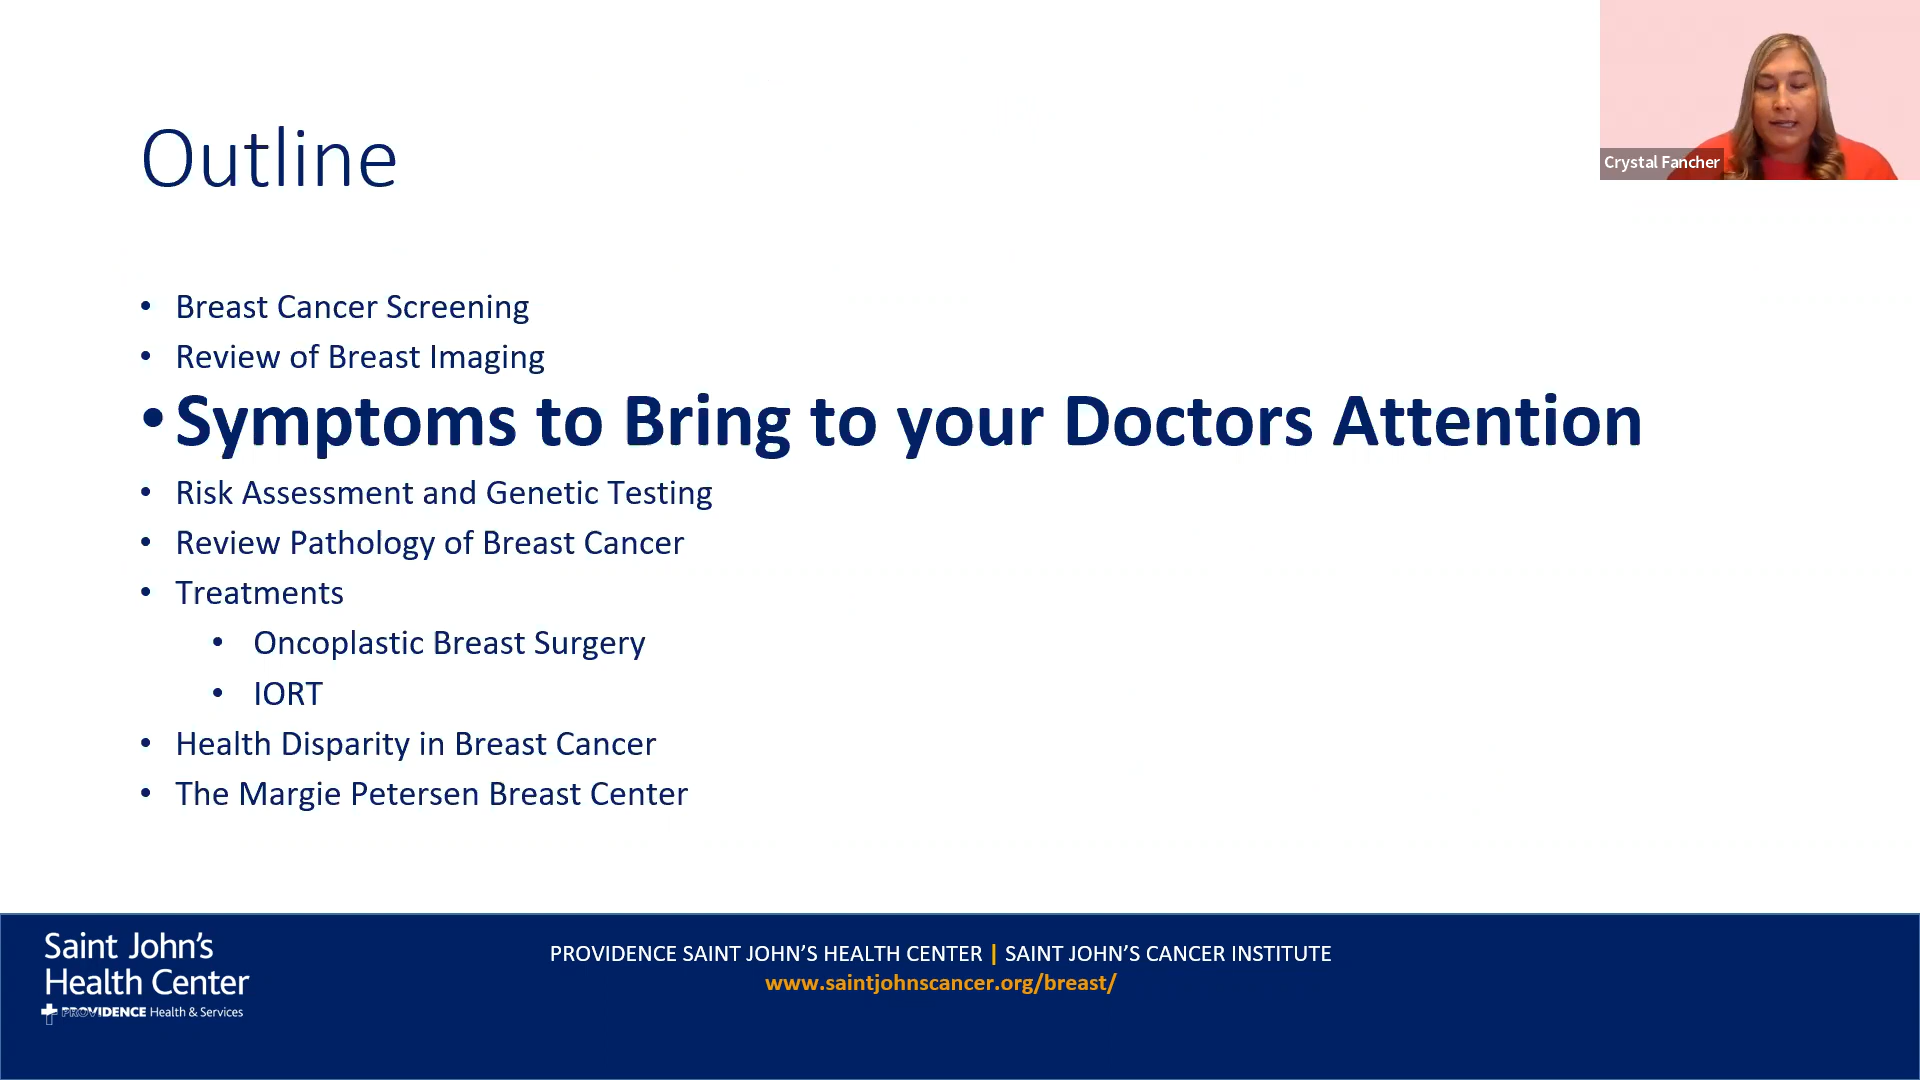 Outline
Crystal Fancher
• Breast Cancer Screening
• Review of Breast Imaging
• Symptoms to Bring to your Doctors Attention
• Risk Assessment and Genetic Testing
• Review Pathology of Breast Cancer
• Treatments
• Oncoplastic Breast Surgery
• IORT
• Health Disparity in Breast Cancer
• The Margie Petersen Breast Center
Saint John's
Health Center
PROVIDENCE Health & Services
PROVIDENCE SAINT JOHN’S HEALTH CENTER | SAINT JOHN’S CANCER INSTITUTE
www.saintjohnscancer.org/breast/